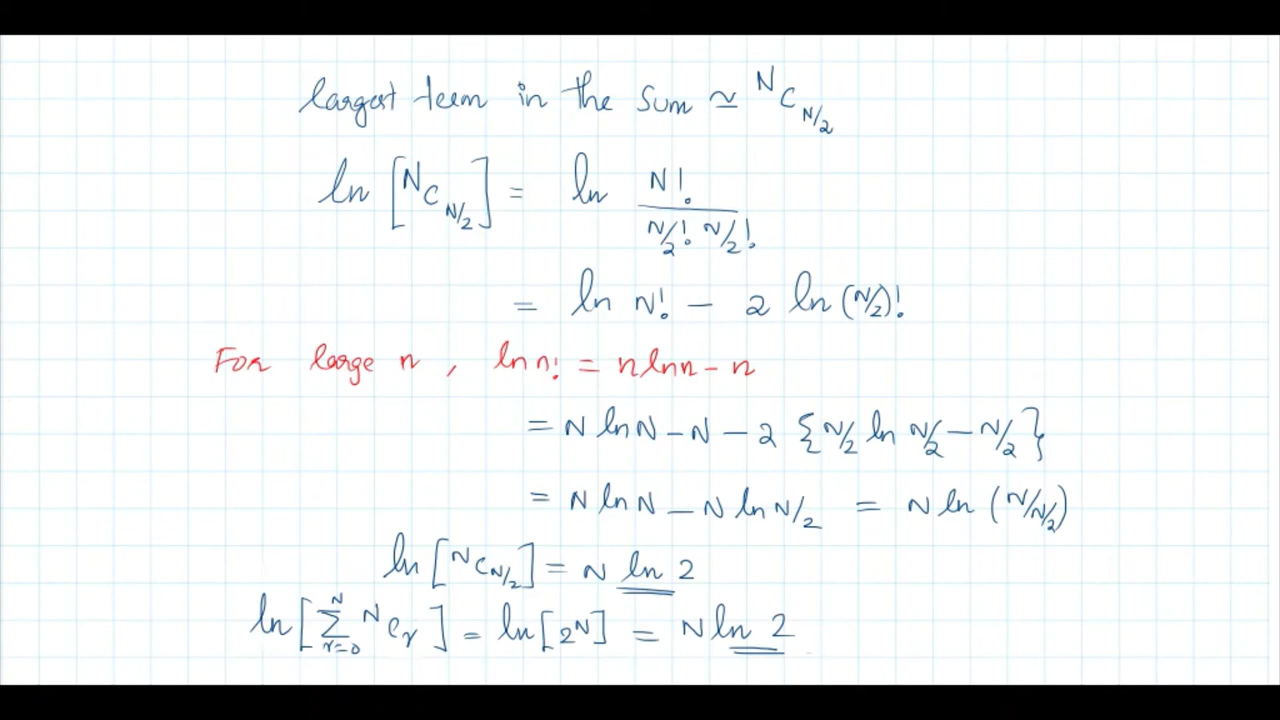 largest term in the sum ≃ ᴺC_{N/2}
ln [ᴺC_{N/2}] = ln N! / (N/2! N/2!)
= ln N! − 2 ln (N/2)!
For large n , ln n! = n ln n − n
= N ln N − N − 2 {N/2 ln N/2 − N/2}
= N ln N − N ln N/2 = N ln (N/N/2)
ln [ᴺC_{N/2}] = N ln 2
ln [∑_{r=0}^{N} ᴺC_r] = ln [2ᴺ] = N ln 2